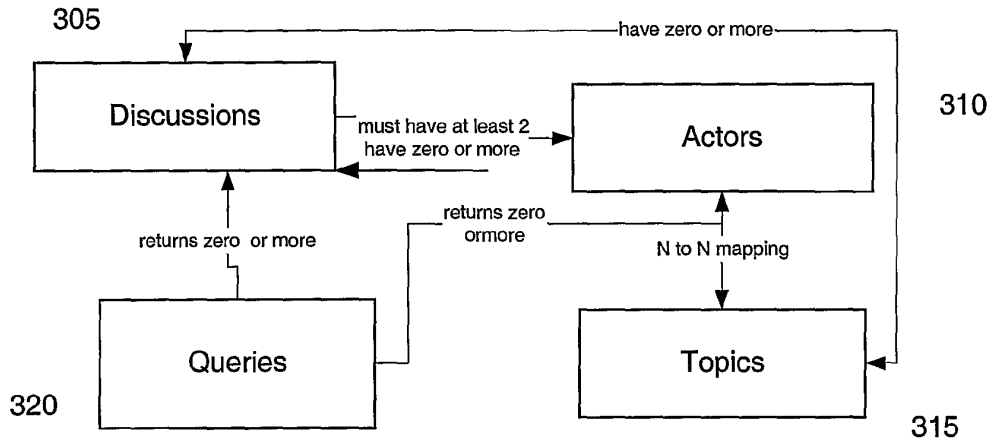 305
have zero or more
Discussions
310
must have at least 2
have zero or more
Actors
returns zero
ormore
returns zero or more
N to N mapping
Queries
Topics
320
315